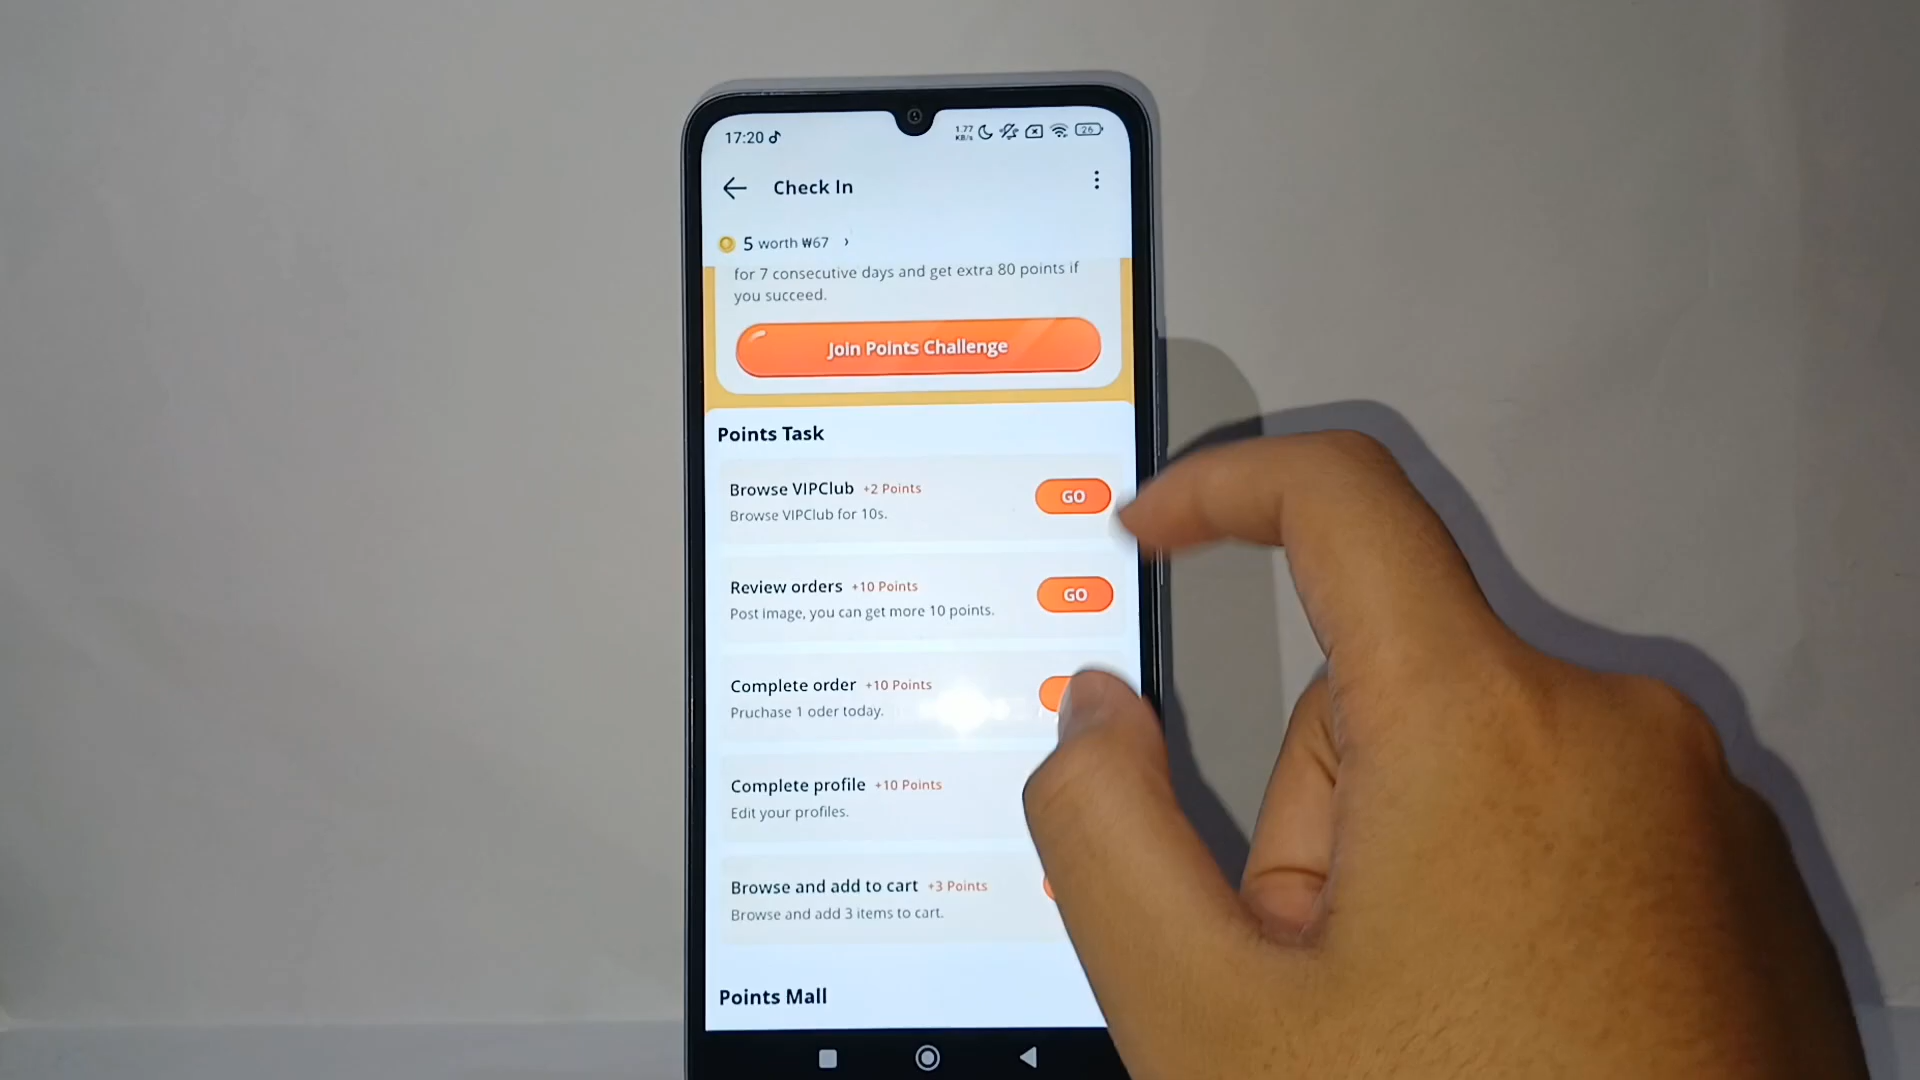 17:20
1.77
KB/s
26
Check In
5 worth ₩67 ›
for 7 consecutive days and get extra 80 points if
you succeed.
Join Points Challenge
Points Task
Browse VIPClub +2 Points
GO
Browse VIPClub for 10s.
Review orders +10 Points
GO
Post image, you can get more 10 points.
Complete order +10 Points
Pruchase 1 oder today.
Complete profile +10 Points
Edit your profiles.
Browse and add to cart +3 Points
Browse and add 3 items to cart.
Points Mall